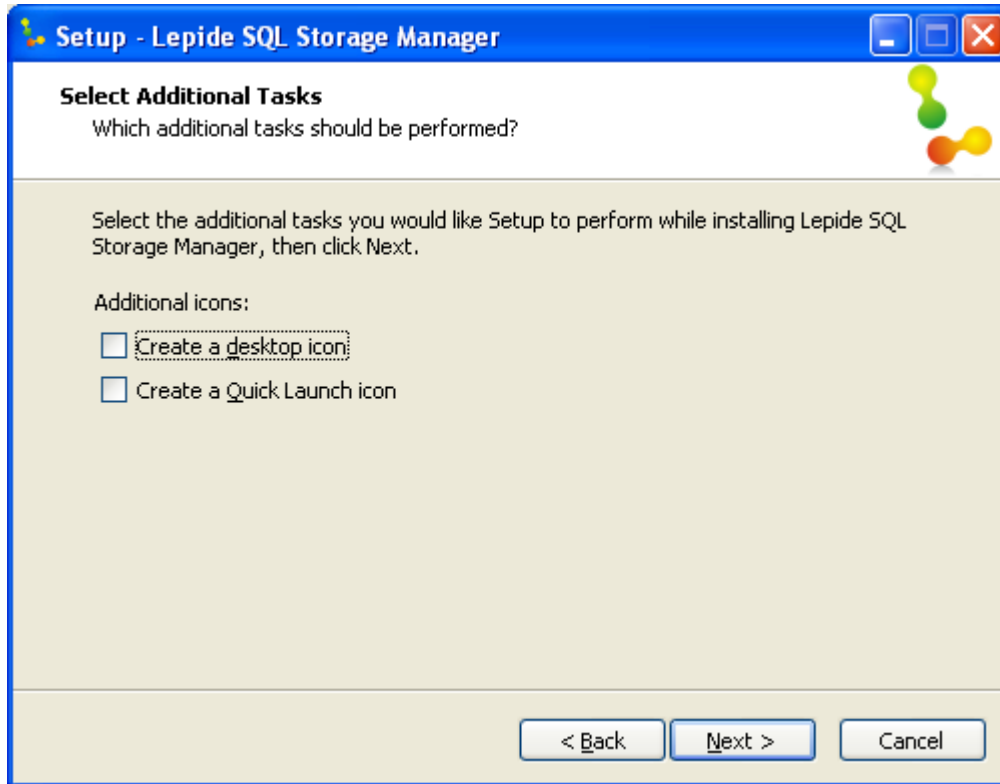 Setup - Lepide SQL Storage Manager
Select Additional Tasks
Which additional tasks should be performed?
Select the additional tasks you would like Setup to perform while installing Lepide SQL
Storage Manager, then click Next.
Additional icons:
Create a desktop icon
Create a Quick Launch icon
< Back Next > Cancel